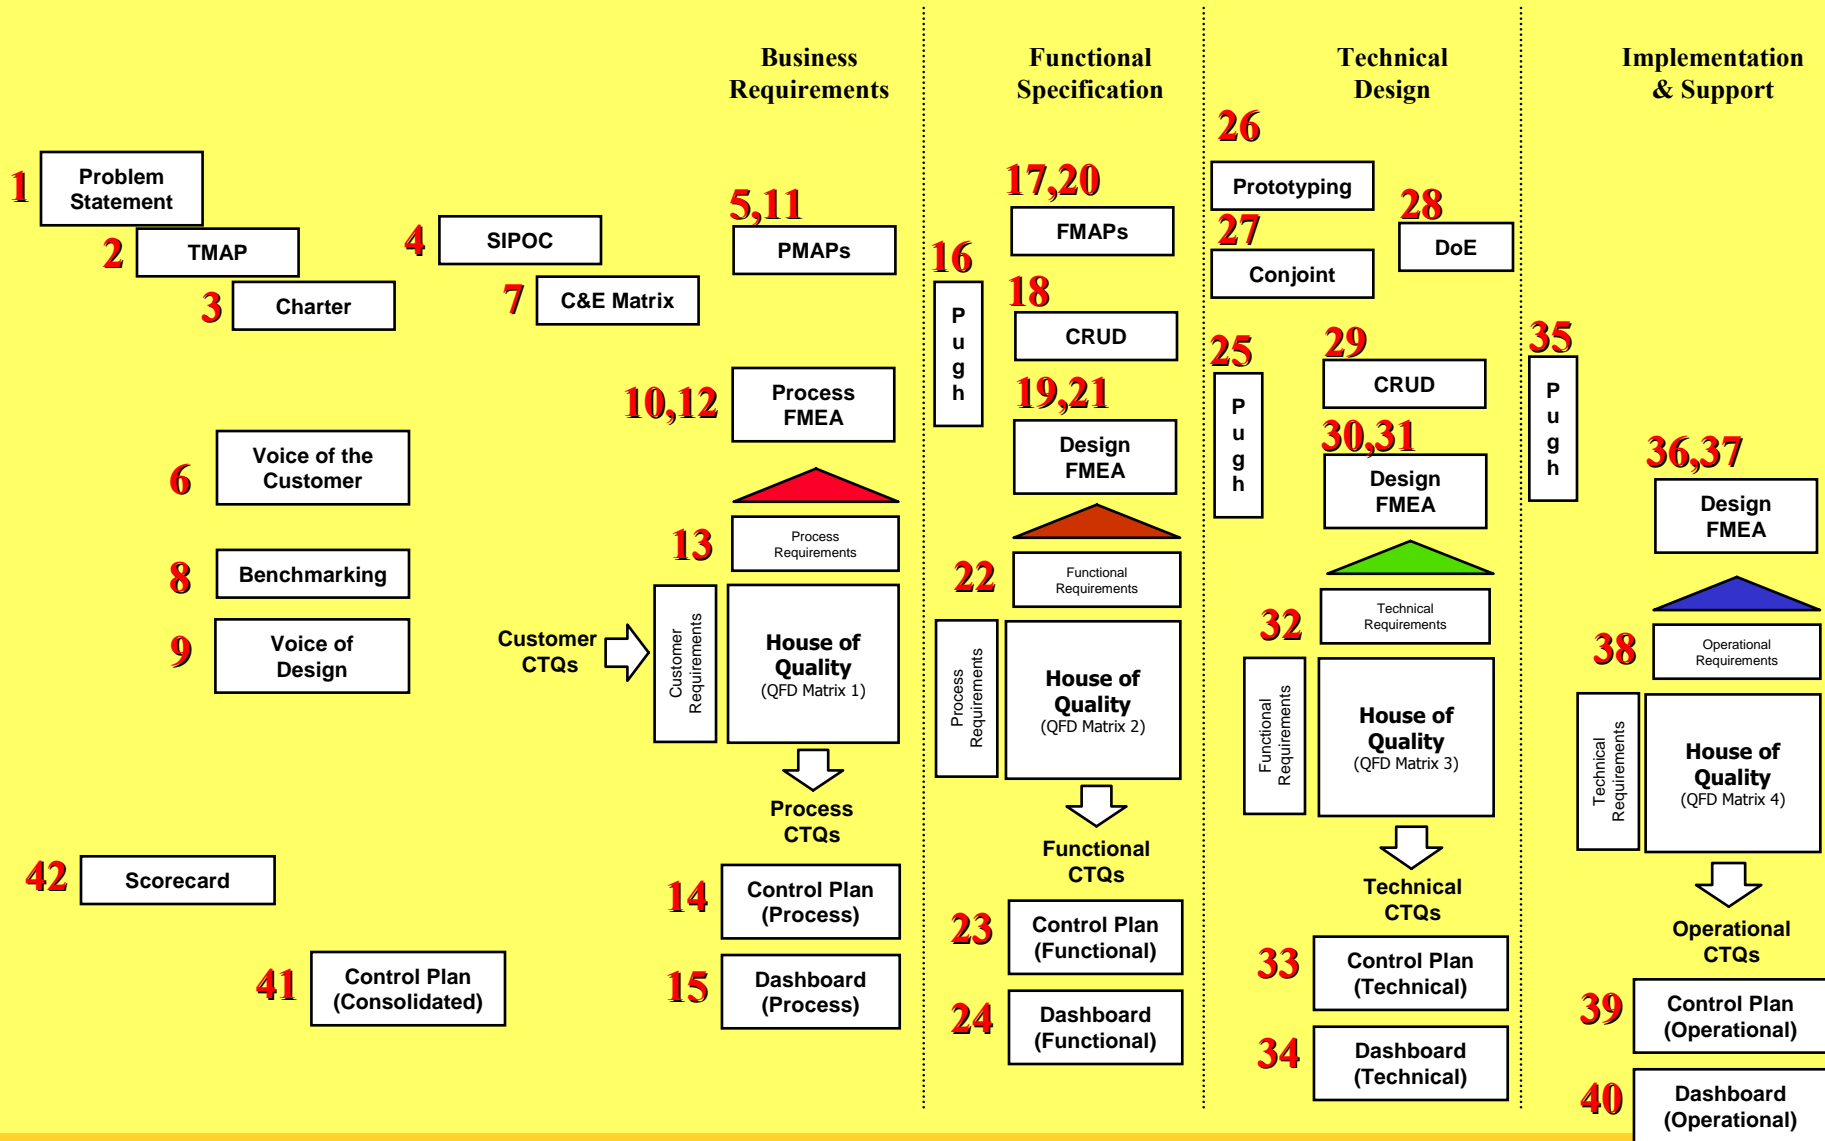 Business
Requirements
Functional
Specification
Technical
Design
Implementation
& Support
1
Problem
Statement
2
TMAP
3
Charter
4
SIPOC
7
C&E Matrix
6
Voice of the
Customer
8
Benchmarking
9
Voice of
Design
42
Scorecard
41
Control Plan
(Consolidated)
5,11
PMAPs
10,12
Process
FMEA
13
Process
Requirements
Customer
CTQs
Customer
Requirements
House of
Quality
(QFD Matrix 1)
Process
CTQs
14
Control Plan
(Process)
15
Dashboard
(Process)
16
P
u
g
h
17,20
FMAPs
18
CRUD
19,21
Design
FMEA
22
Functional
Requirements
Process
Requirements
House of
Quality
(QFD Matrix 2)
Functional
CTQs
23
Control Plan
(Functional)
24
Dashboard
(Functional)
26
Prototyping
27
Conjoint
28
DoE
25
P
u
g
h
29
CRUD
30,31
Design
FMEA
32
Technical
Requirements
Functional
Requirements
House of
Quality
(QFD Matrix 3)
Technical
CTQs
33
Control Plan
(Technical)
34
Dashboard
(Technical)
35
P
u
g
h
36,37
Design
FMEA
38
Operational
Requirements
Technical
Requirements
House of
Quality
(QFD Matrix 4)
Operational
CTQs
39
Control Plan
(Operational)
40
Dashboard
(Operational)